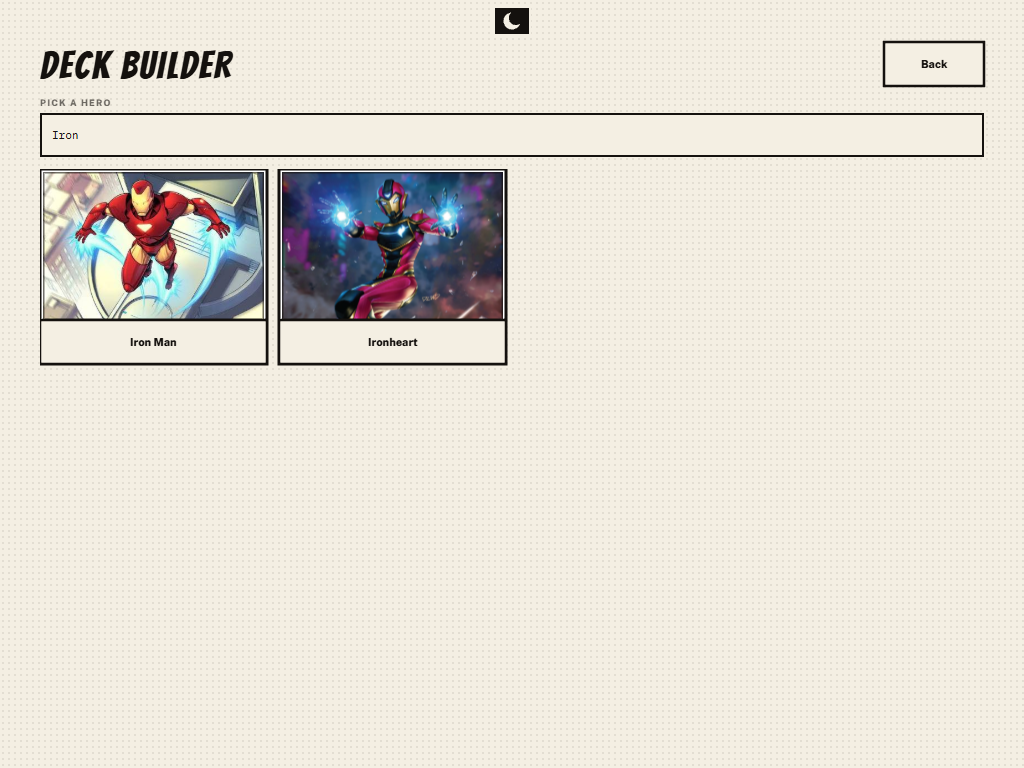 DECK BUILDER
Back
PICK A HERO
Iron
Iron Man
Ironheart